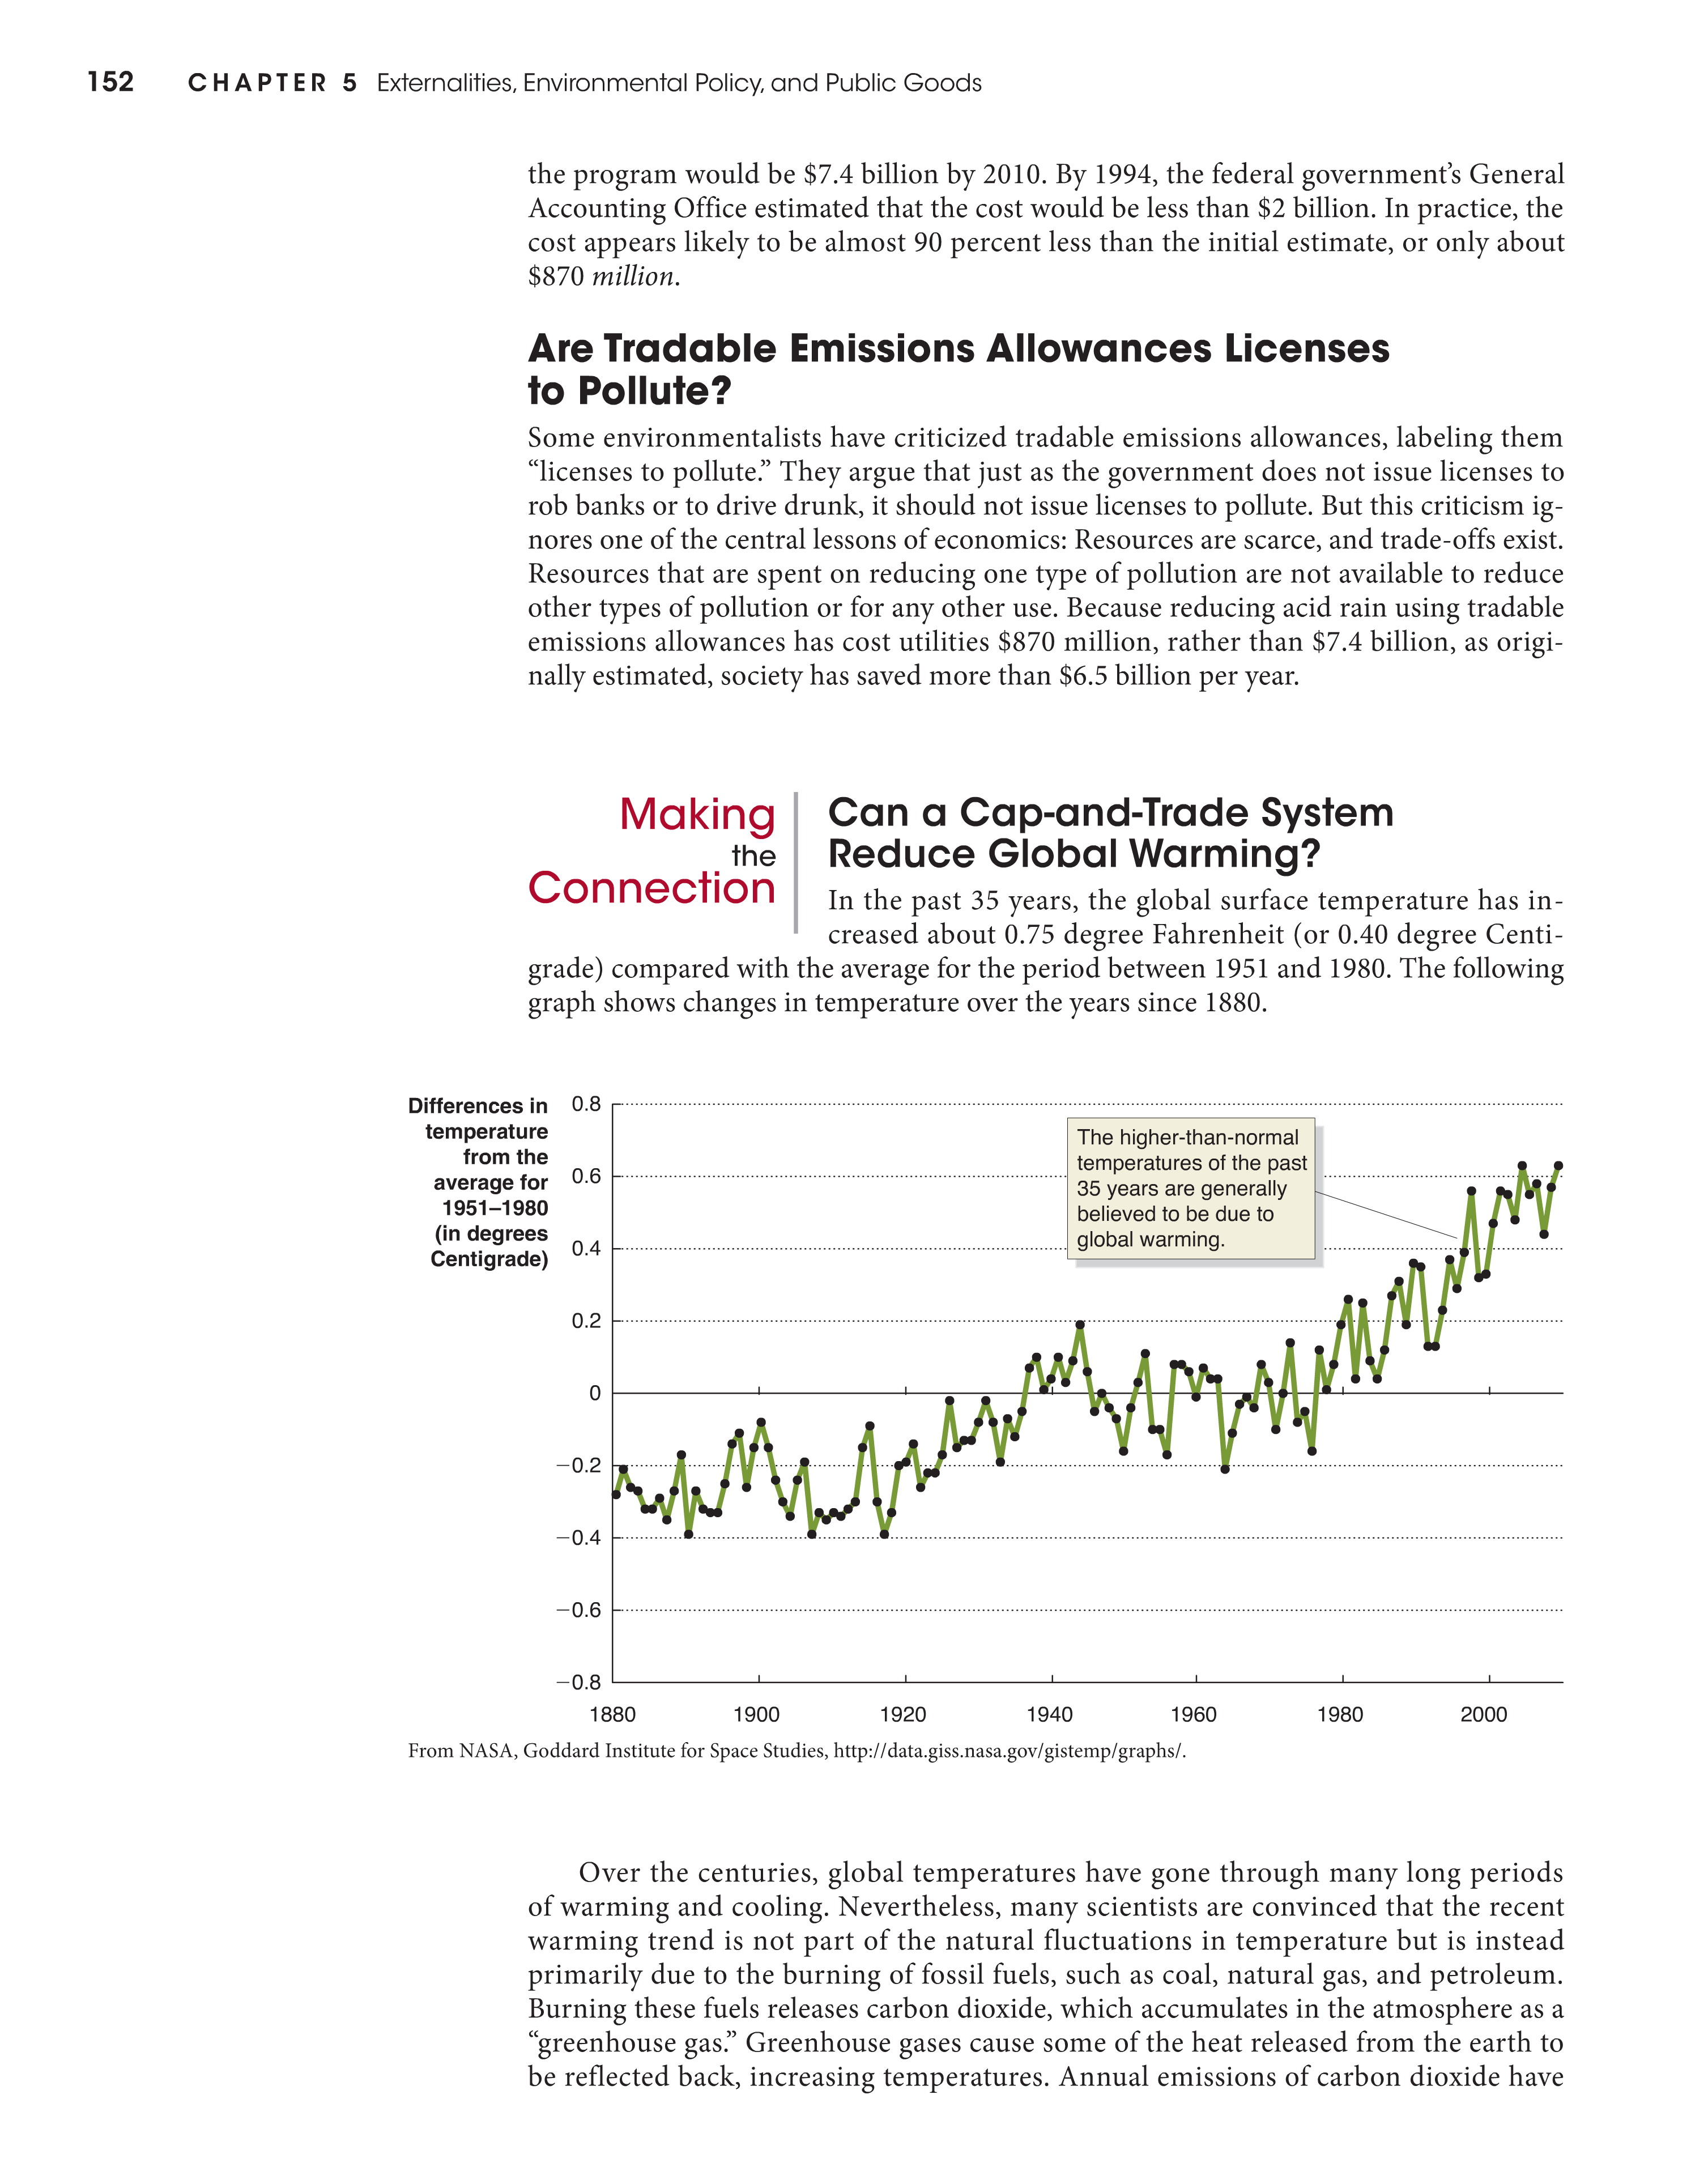 152 CHAPTER 5 Externalities, Environmental Policy, and Public Goods
the program would be $7.4 billion by 2010. By 1994, the federal government’s General
Accounting Office estimated that the cost would be less than $2 billion. In practice, the
cost appears likely to be almost 90 percent less than the initial estimate, or only about
$870 million.
Are Tradable Emissions Allowances Licenses
to Pollute?
Some environmentalists have criticized tradable emissions allowances, labeling them
“licenses to pollute.” They argue that just as the government does not issue licenses to
rob banks or to drive drunk, it should not issue licenses to pollute. But this criticism ig-
nores one of the central lessons of economics: Resources are scarce, and trade-offs exist.
Resources that are spent on reducing one type of pollution are not available to reduce
other types of pollution or for any other use. Because reducing acid rain using tradable
emissions allowances has cost utilities $870 million, rather than $7.4 billion, as origi-
nally estimated, society has saved more than $6.5 billion per year.
Making
the
Connection
Can a Cap-and-Trade System
Reduce Global Warming?
In the past 35 years, the global surface temperature has in-
creased about 0.75 degree Fahrenheit (or 0.40 degree Centi-
grade) compared with the average for the period between 1951 and 1980. The following
graph shows changes in temperature over the years since 1880.
Differences in
temperature
from the
average for
1951–1980
(in degrees
Centigrade)
0.8
0.6
0.4
0.2
0
−0.2
−0.4
−0.6
−0.8
The higher-than-normal
temperatures of the past
35 years are generally
believed to be due to
global warming.
1880 1900 1920 1940 1960 1980 2000
From NASA, Goddard Institute for Space Studies, http://data.giss.nasa.gov/gistemp/graphs/.
Over the centuries, global temperatures have gone through many long periods
of warming and cooling. Nevertheless, many scientists are convinced that the recent
warming trend is not part of the natural fluctuations in temperature but is instead
primarily due to the burning of fossil fuels, such as coal, natural gas, and petroleum.
Burning these fuels releases carbon dioxide, which accumulates in the atmosphere as a
“greenhouse gas.” Greenhouse gases cause some of the heat released from the earth to
be reflected back, increasing temperatures. Annual emissions of carbon dioxide have